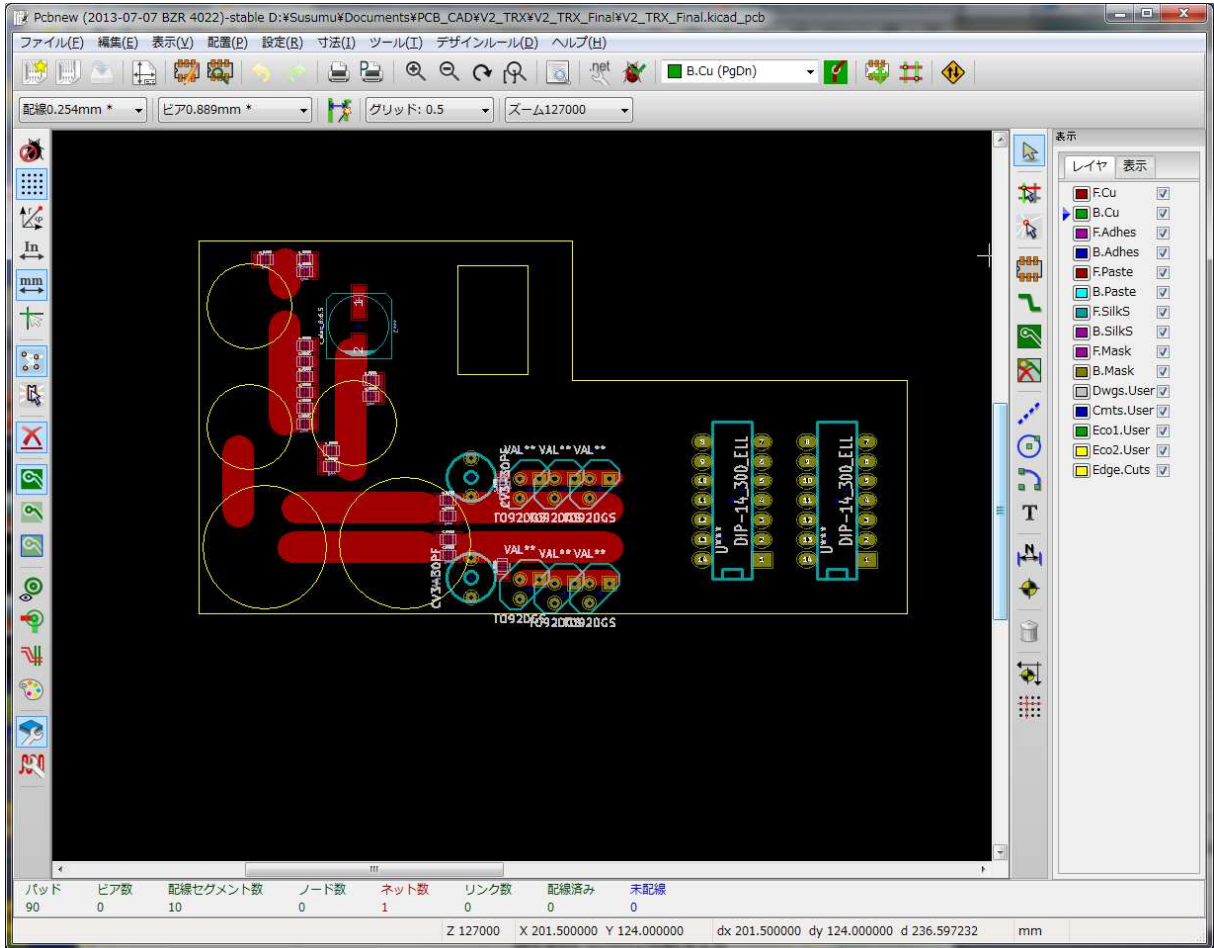 Pcbnew (2013-07-07 BZR 4022)-stable D:¥Susumu¥Documents¥PCB_CAD¥V2_TRX¥V2_TRX_Final¥V2_TRX_Final.kicad_pcb
ファイル(F) 編集(E) 表示(V) 配置(P) 設定(R) 寸法(I) ツール(T) デザインルール(D) ヘルプ(H)
.net B.Cu (PgDn)
配線0.254mm * ビア0.889mm * グリッド: 0.5 ズーム127000
表示
レイヤ 表示
F.Cu
B.Cu
F.Adhes
B.Adhes
F.Paste
B.Paste
F.SilkS
B.SilkS
F.Mask
B.Mask
Dwgs.User
Cmts.User
Eco1.User
Eco2.User
Edge.Cuts
In
mm
T
N
1
2
VAL** VAL** VAL**
CV3A30PF
VAL** VAL** VAL**
CV3A30PF
TO92DGS
U***
DIP-14_300_ELL
U***
DIP-14_300_ELL
パッド ビア数 配線セグメント数 ノード数 ネット数 リンク数 配線済み 未配線
90 0 10 0 1 0 0 0
Z 127000 X 201.500000 Y 124.000000 dx 201.500000 dy 124.000000 d 236.597232 mm